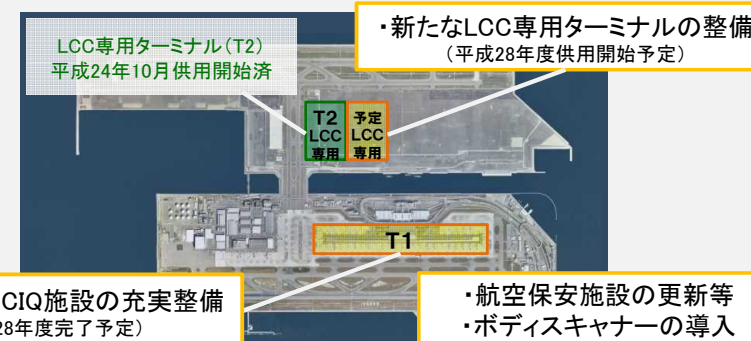 LCC専用ターミナル(T2)
平成24年10月供用開始済
・新たなLCC専用ターミナルの整備
(平成28年度供用開始予定)
T2
LCC
専用
予定
LCC
専用
T1
CIQ施設の充実整備
28年度完了予定)
・航空保安施設の更新等
・ボディスキャナーの導入